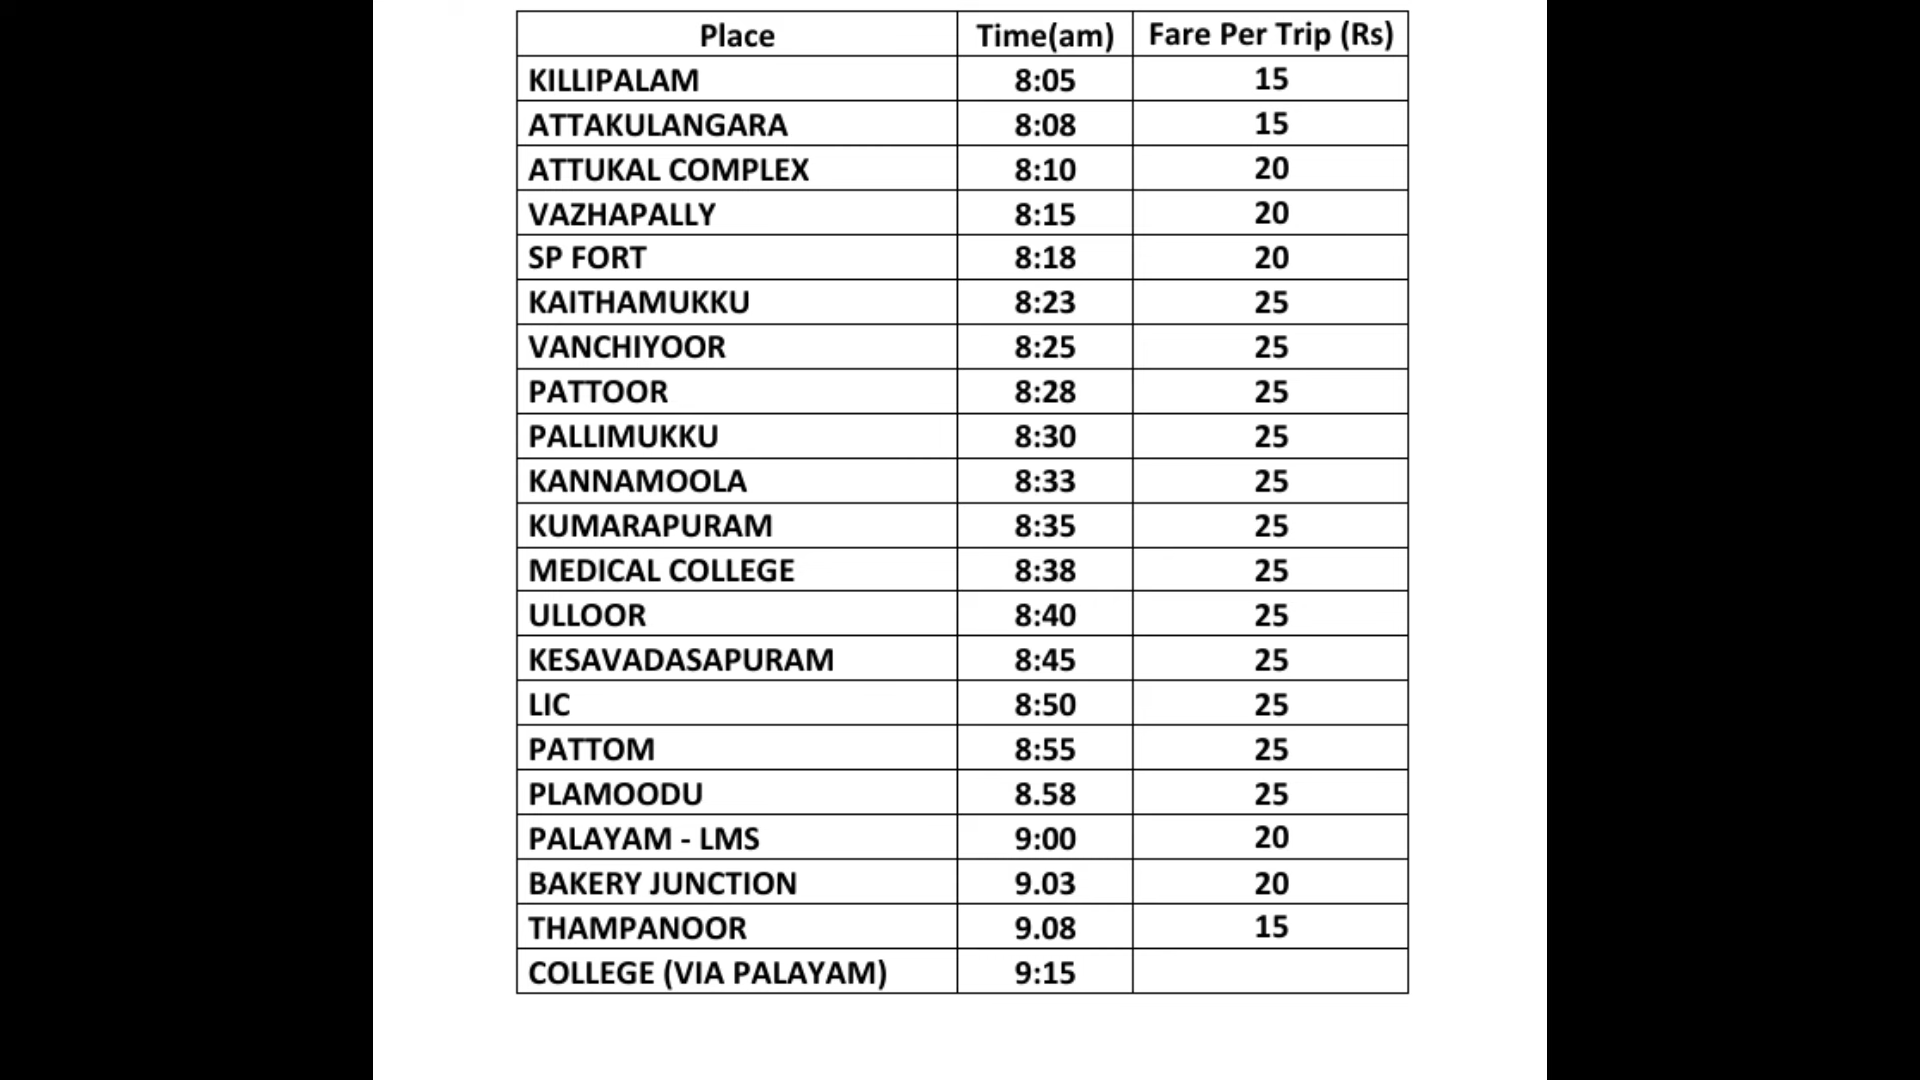 Place Time(am) Fare Per Trip (Rs)
KILLIPALAM 8:05 15
ATTAKULANGARA 8:08 15
ATTUKAL COMPLEX 8:10 20
VAZHAPALLY 8:15 20
SP FORT 8:18 20
KAITHAMUKKU 8:23 25
VANCHIYOOR 8:25 25
PATTOOR 8:28 25
PALLIMUKKU 8:30 25
KANNAMOOLA 8:33 25
KUMARAPURAM 8:35 25
MEDICAL COLLEGE 8:38 25
ULLOOR 8:40 25
KESAVADASAPURAM 8:45 25
LIC 8:50 25
PATTOM 8:55 25
PLAMOODU 8.58 25
PALAYAM - LMS 9:00 20
BAKERY JUNCTION 9.03 20
THAMPANOOR 9.08 15
COLLEGE (VIA PALAYAM) 9:15